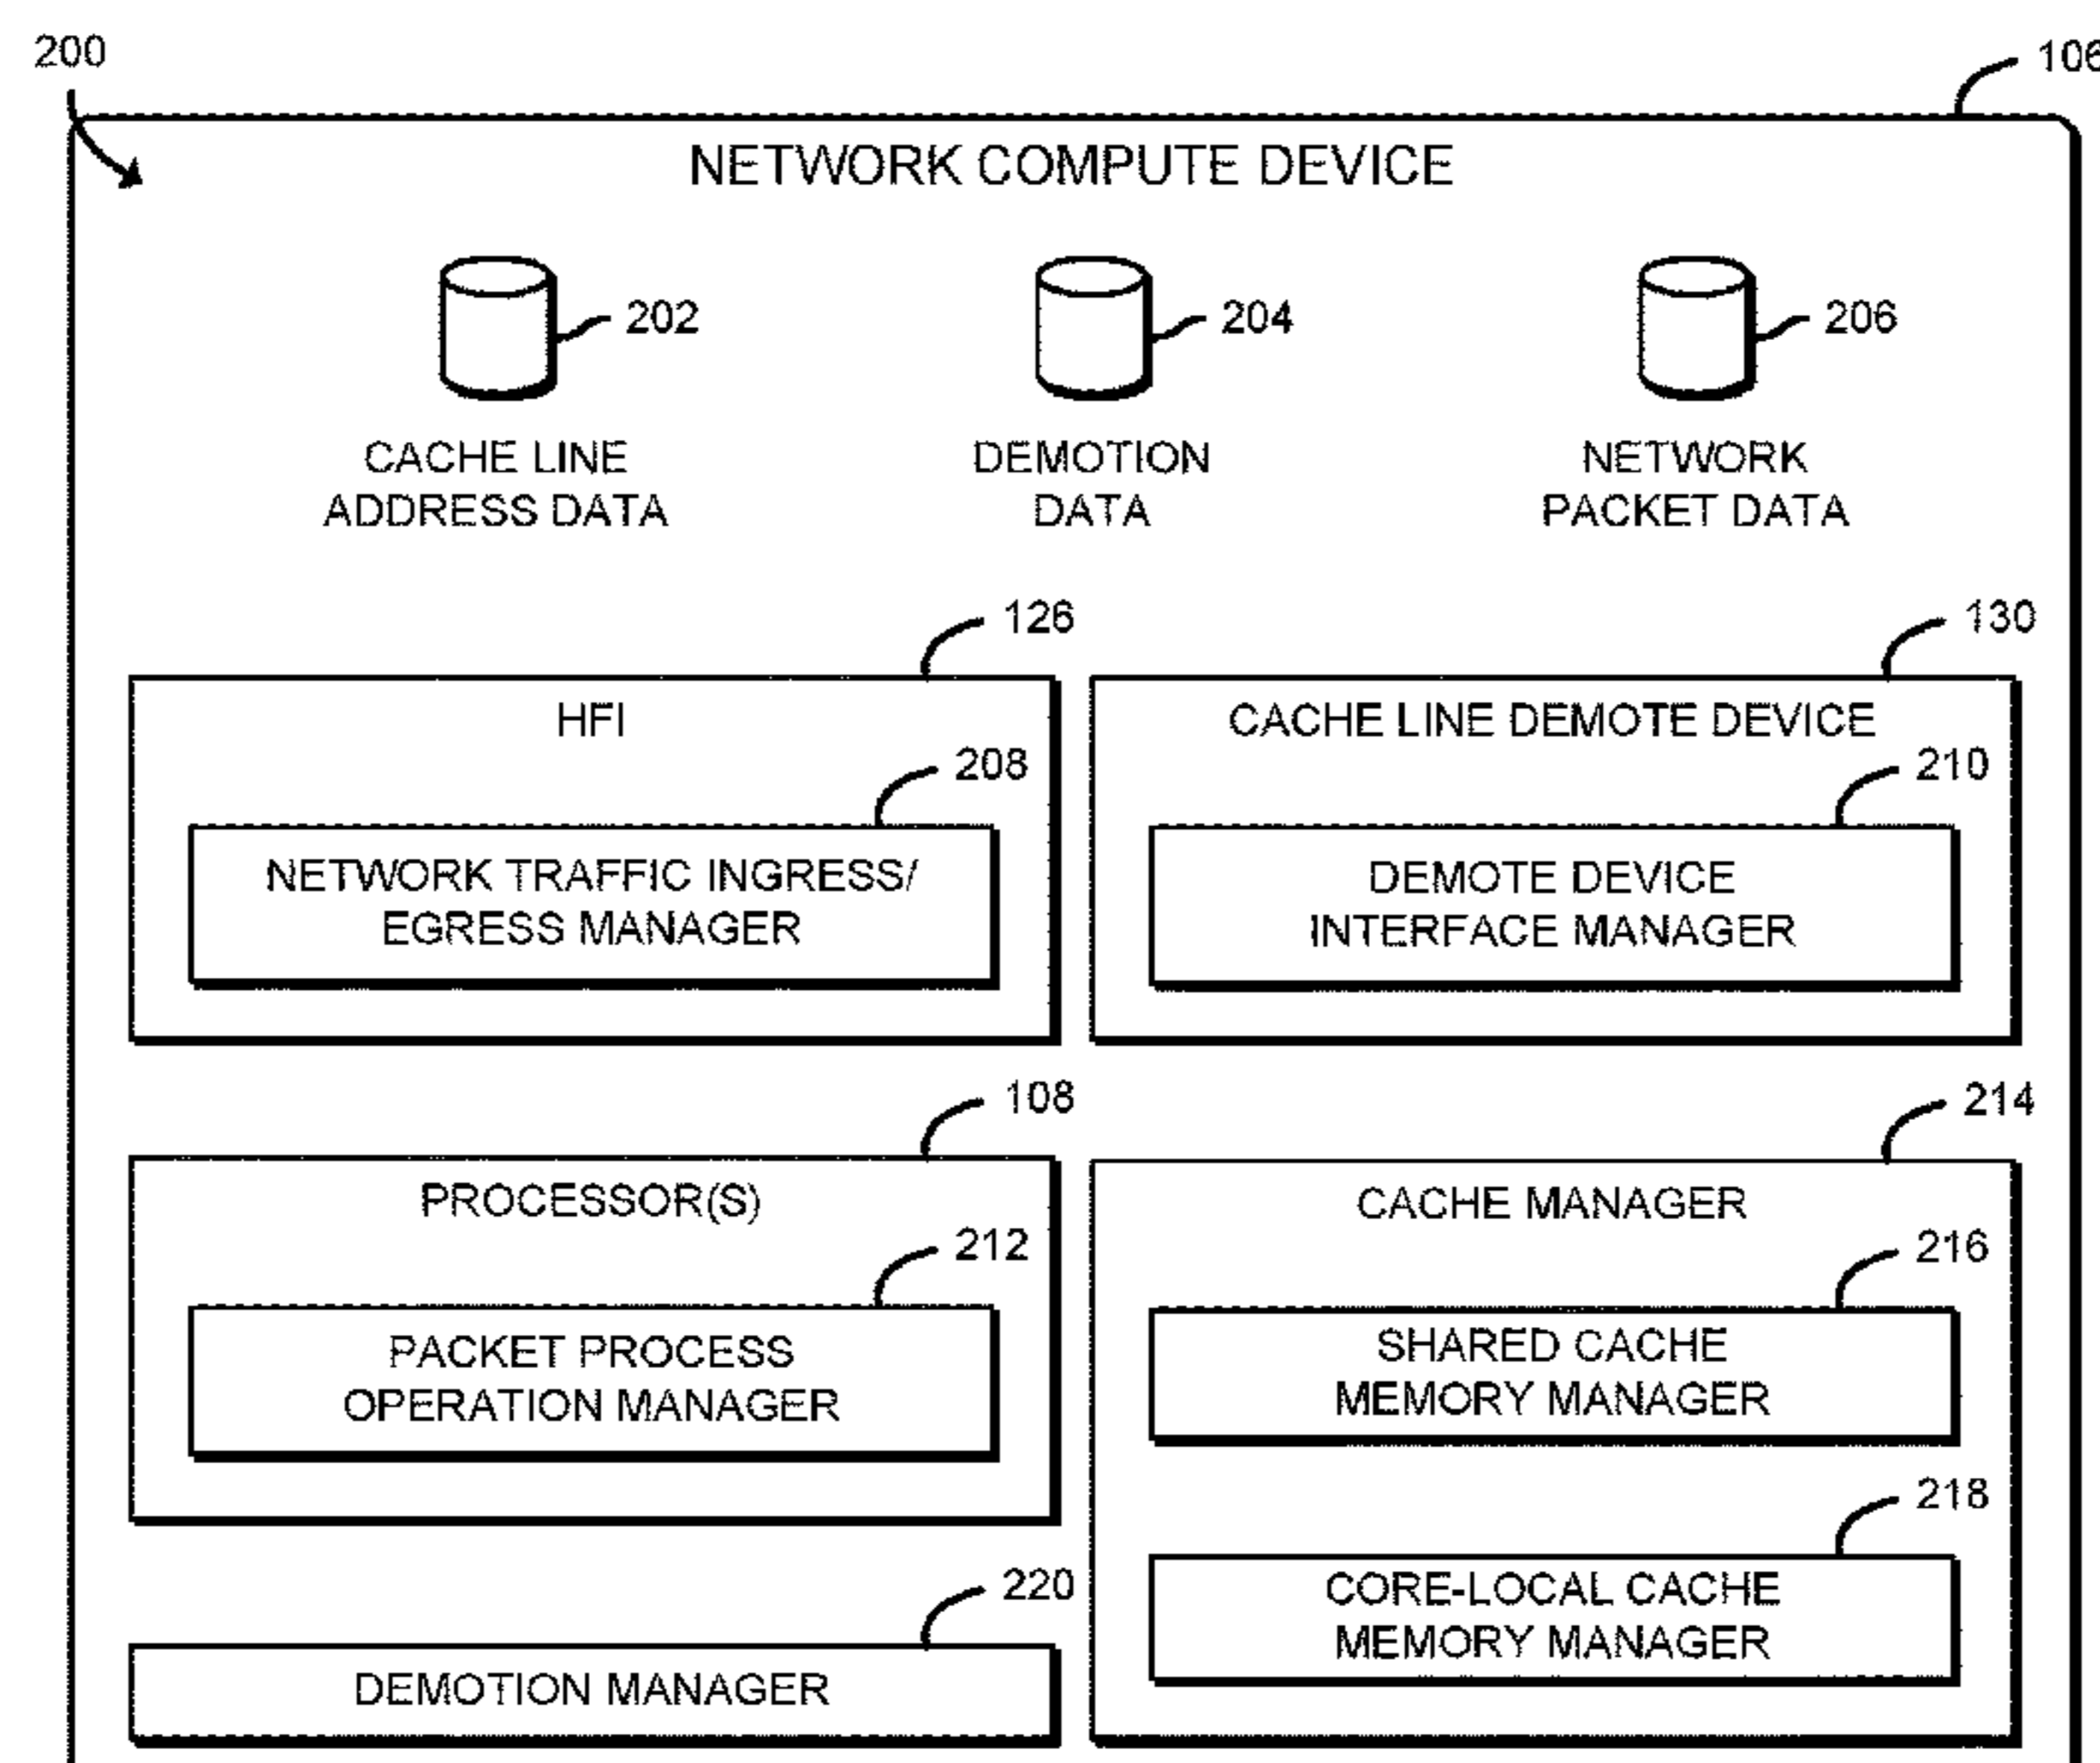 200
106
NETWORK COMPUTE DEVICE
202
204
206
CACHE LINE
ADDRESS DATA
DEMOTION
DATA
NETWORK
PACKET DATA
126
HFI
208
NETWORK TRAFFIC INGRESS/
EGRESS MANAGER
130
CACHE LINE DEMOTE DEVICE
210
DEMOTE DEVICE
INTERFACE MANAGER
108
PROCESSOR(S)
212
PACKET PROCESS
OPERATION MANAGER
214
CACHE MANAGER
216
SHARED CACHE
MEMORY MANAGER
218
CORE-LOCAL CACHE
MEMORY MANAGER
220
DEMOTION MANAGER